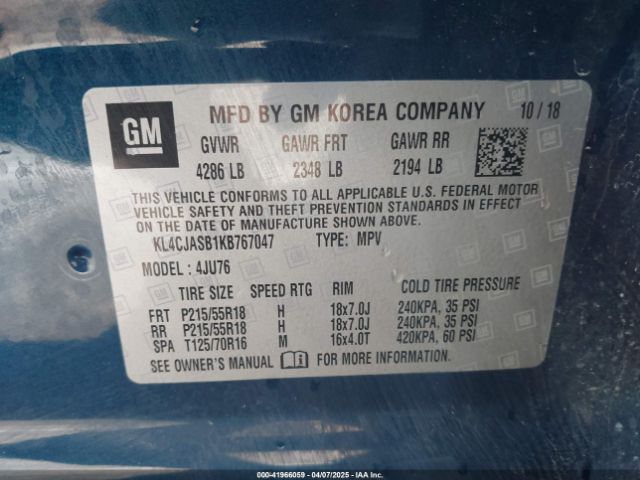 GM MFD BY GM KOREA COMPANY 10 / 18
GVWR GAWR FRT GAWR RR
4286 LB 2348 LB 2194 LB
THIS VEHICLE CONFORMS TO ALL APPLICABLE U.S. FEDERAL MOTOR
VEHICLE SAFETY AND THEFT PREVENTION STANDARDS IN EFFECT
ON THE DATE OF MANUFACTURE SHOWN ABOVE.
KL4CJASB1KB767047 TYPE: MPV
MODEL : 4JU76
TIRE SIZE SPEED RTG RIM COLD TIRE PRESSURE
FRT P215/55R18 H 18x7.0J 240KPA, 35 PSI
RR P215/55R18 H 18x7.0J 240KPA, 35 PSI
SPA T125/70R16 M 16x4.0T 420KPA, 60 PSI
SEE OWNER'S MANUAL FOR MORE INFORMATION.
000-41966059 - 04/07/2025 - IAAI.COM